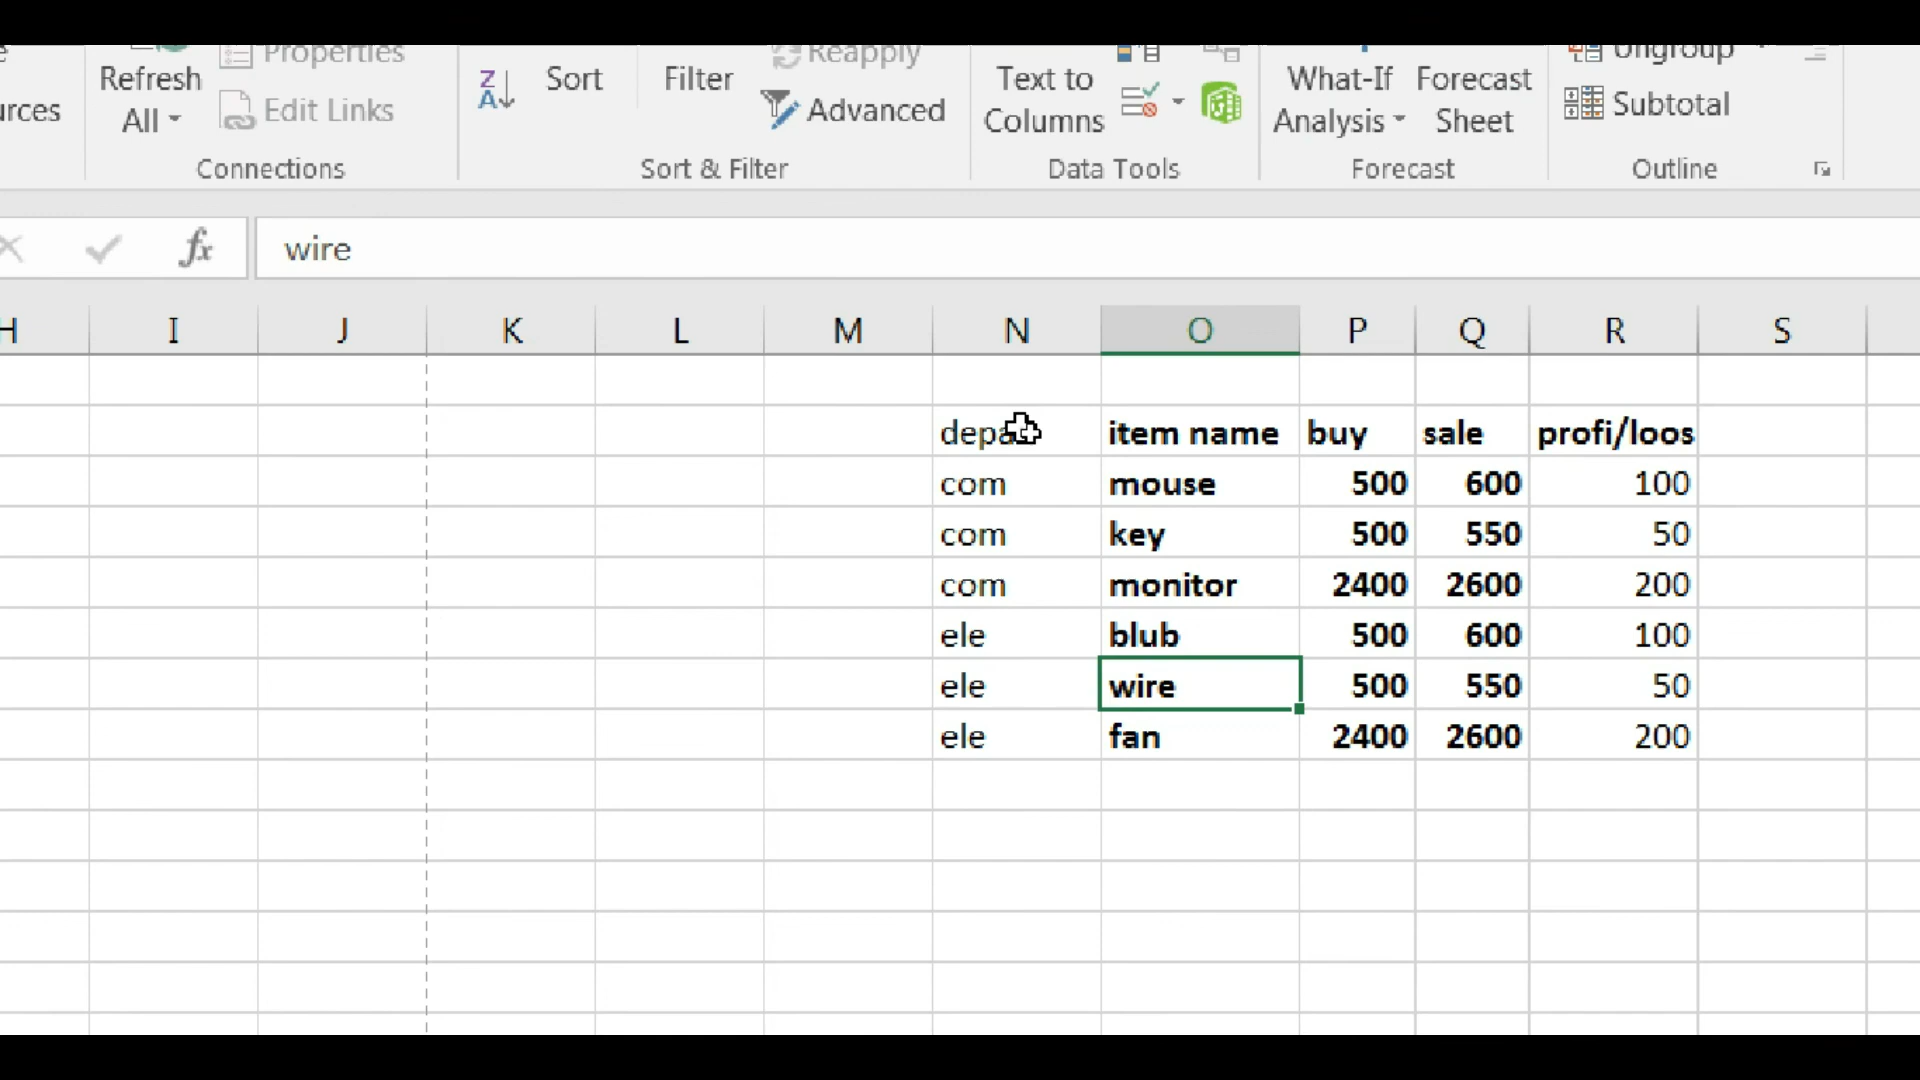 Properties
Reapply
Ungroup
Refresh All
Edit Links
Sort
Filter
Advanced
Text to Columns
What-If Analysis
Forecast Sheet
Subtotal
urces
Connections
Sort & Filter
Data Tools
Forecast
Outline
fx wire
H I J K L M N O P Q R S
depa item name buy sale profi/loos
com mouse 500 600 100
com key 500 550 50
com monitor 2400 2600 200
ele blub 500 600 100
ele wire 500 550 50
ele fan 2400 2600 200